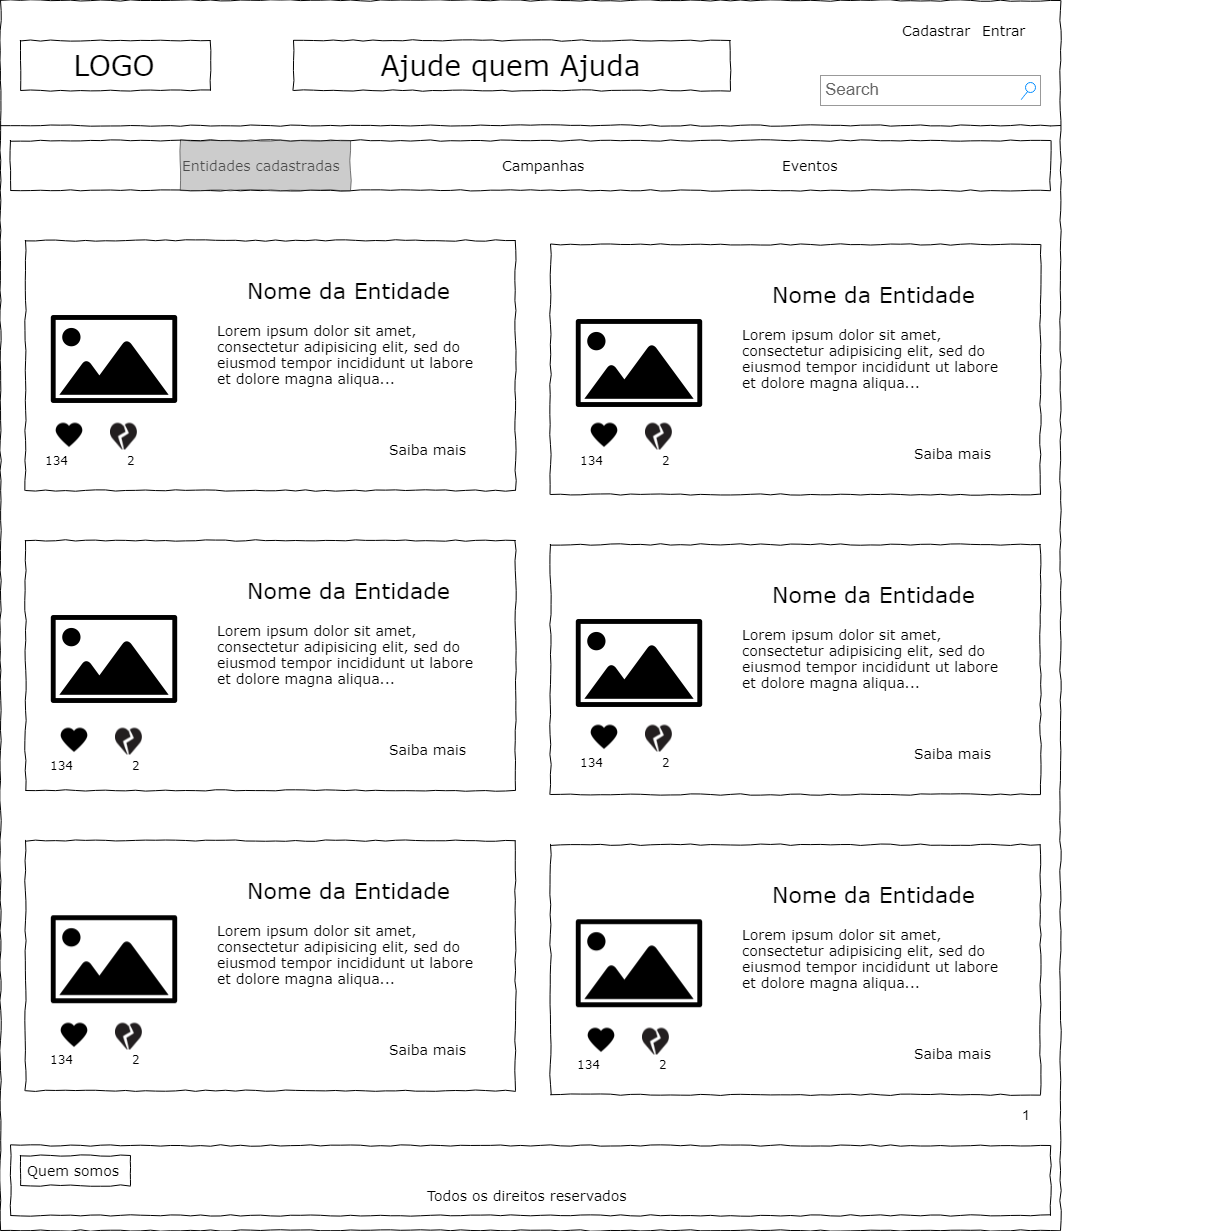 Cadastrar Entrar
LOGO
Ajude quem Ajuda
Search
Entidades cadastradas
Campanhas
Eventos
Nome da Entidade
Lorem ipsum dolor sit amet,
consectetur adipisicing elit, sed do
eiusmod tempor incididunt ut labore
et dolore magna aliqua...
134
2
Saiba mais
Nome da Entidade
Lorem ipsum dolor sit amet,
consectetur adipisicing elit, sed do
eiusmod tempor incididunt ut labore
et dolore magna aliqua...
134
2
Saiba mais
Nome da Entidade
Lorem ipsum dolor sit amet,
consectetur adipisicing elit, sed do
eiusmod tempor incididunt ut labore
et dolore magna aliqua...
134
2
Saiba mais
Nome da Entidade
Lorem ipsum dolor sit amet,
consectetur adipisicing elit, sed do
eiusmod tempor incididunt ut labore
et dolore magna aliqua...
134
2
Saiba mais
Nome da Entidade
Lorem ipsum dolor sit amet,
consectetur adipisicing elit, sed do
eiusmod tempor incididunt ut labore
et dolore magna aliqua...
134
2
Saiba mais
Nome da Entidade
Lorem ipsum dolor sit amet,
consectetur adipisicing elit, sed do
eiusmod tempor incididunt ut labore
et dolore magna aliqua...
134
2
Saiba mais
1
Quem somos
Todos os direitos reservados